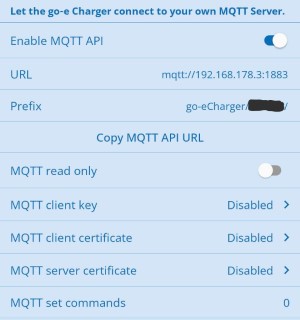 Let the go-e Charger connect to your own MQTT Server.
Enable MQTT API
URL mqtt://192.168.178.3:1883
Prefix go-eCharger/ /
Copy MQTT API URL
MQTT read only
MQTT client key Disabled >
MQTT client certificate Disabled >
MQTT server certificate Disabled >
MQTT set commands 0